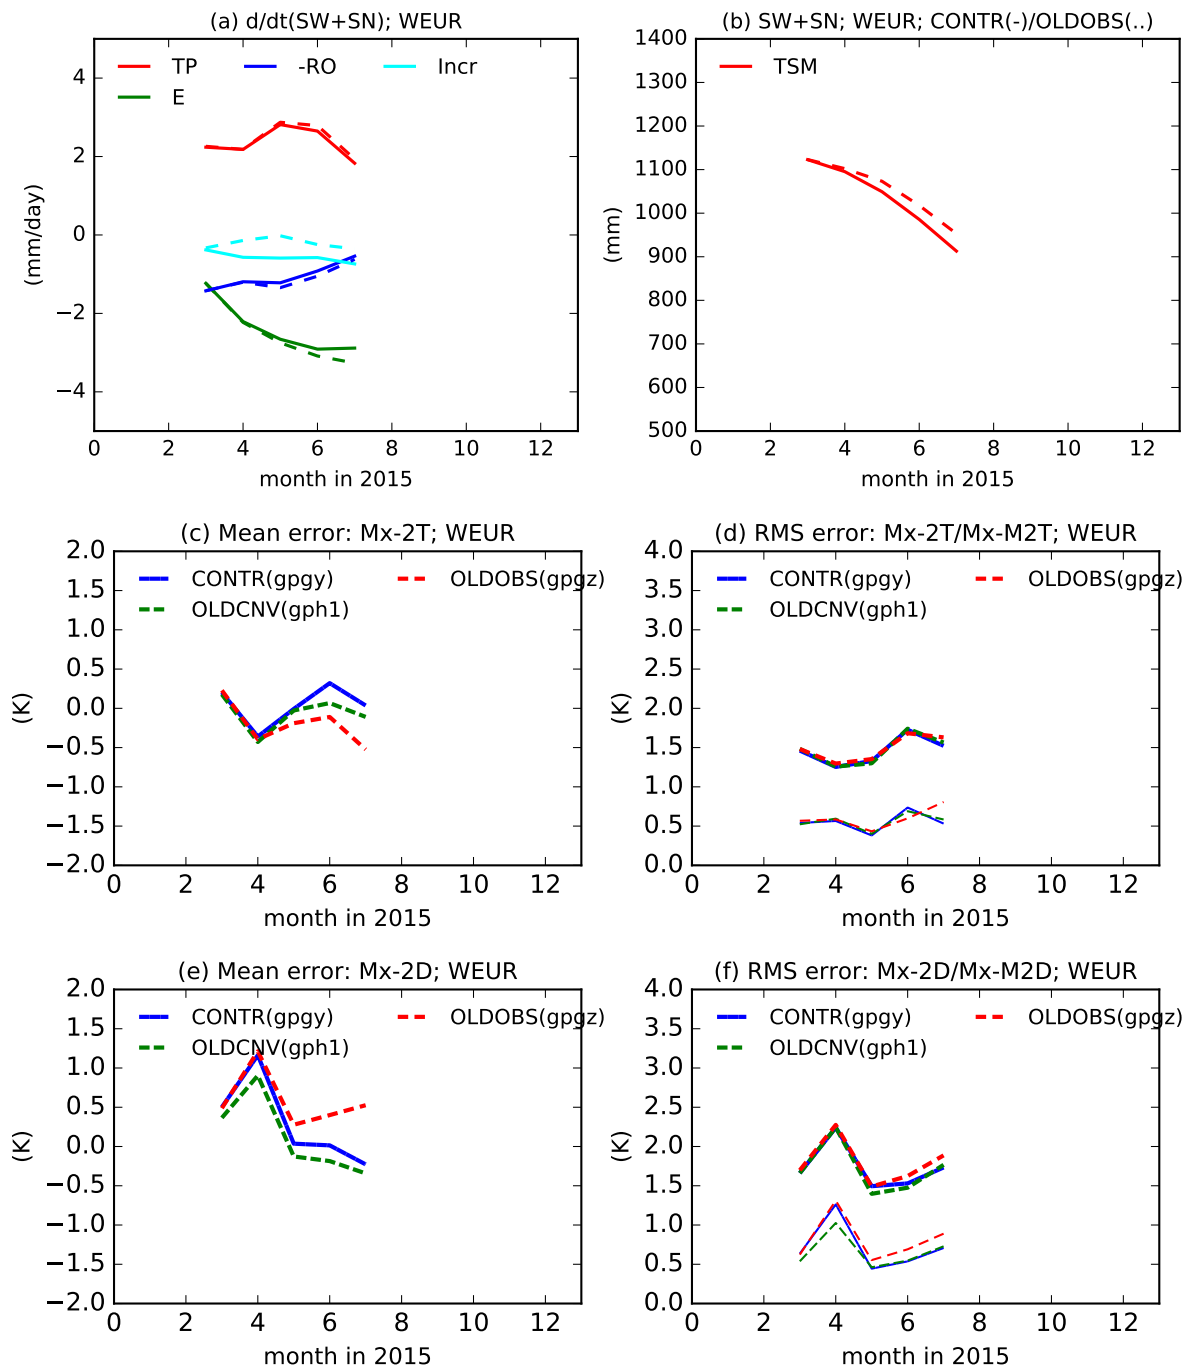 (a) d/dt(SW+SN); WEUR
TP -RO Incr
E
4
2
0
−2
−4
(mm/day)
0 2 4 6 8 10 12
month in 2015
(b) SW+SN; WEUR; CONTR(-)/OLDOBS(..)
TSM
1400
1300
1200
1100
1000
900
800
700
600
500
(mm)
0 2 4 6 8 10 12
month in 2015
(c) Mean error: Mx-2T; WEUR
CONTR(gpgy) OLDOBS(gpgz)
OLDCNV(gph1)
2.0
1.5
1.0
0.5
0.0
−0.5
−1.0
−1.5
−2.0
(K)
0 2 4 6 8 10 12
month in 2015
(d) RMS error: Mx-2T/Mx-M2T; WEUR
CONTR(gpgy) OLDOBS(gpgz)
OLDCNV(gph1)
4.0
3.5
3.0
2.5
2.0
1.5
1.0
0.5
0.0
(K)
0 2 4 6 8 10 12
month in 2015
(e) Mean error: Mx-2D; WEUR
CONTR(gpgy) OLDOBS(gpgz)
OLDCNV(gph1)
2.0
1.5
1.0
0.5
0.0
−0.5
−1.0
−1.5
−2.0
(K)
0 2 4 6 8 10 12
month in 2015
(f) RMS error: Mx-2D/Mx-M2D; WEUR
CONTR(gpgy) OLDOBS(gpgz)
OLDCNV(gph1)
4.0
3.5
3.0
2.5
2.0
1.5
1.0
0.5
0.0
(K)
0 2 4 6 8 10 12
month in 2015